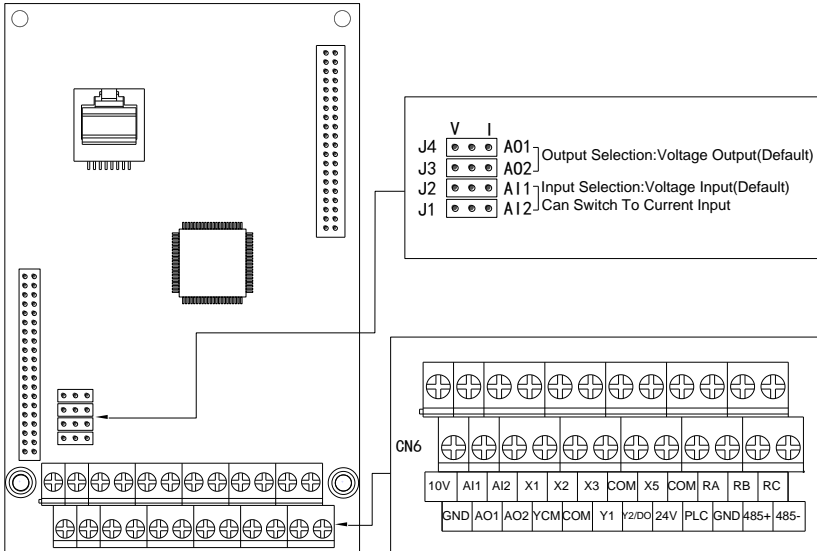 V I
J4 AO1
Output Selection:Voltage Output(Default)
J3 AO2
J2 AI1 Input Selection:Voltage Input(Default)
J1 AI2 Can Switch To Current Input
CN6
10V AI1 AI2 X1 X2 X3 COM X5 COM RA RB RC
GND AO1 AO2 YCM COM Y1 Y2/DO 24V PLC GND 485+ 485-